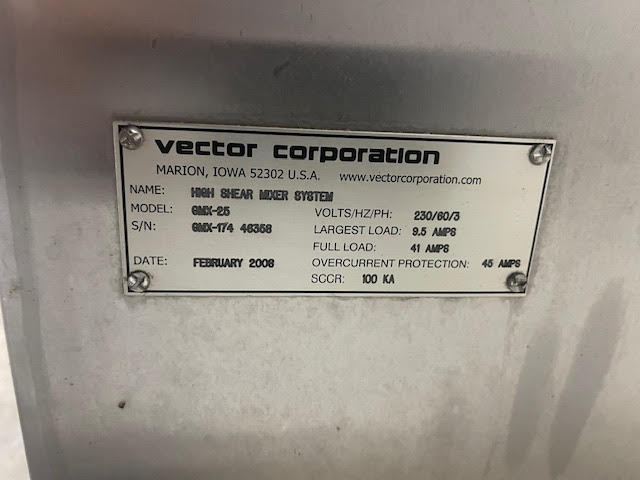 vector corporation
MARION, IOWA 52302 U.S.A. www.vectorcorporation.com
NAME: HIGH SHEAR MIXER SYSTEM
MODEL: GMX-25 VOLTS/HZ/PH: 230/60/3
S/N: GMX-174 46358 LARGEST LOAD: 9.5 AMPS
FULL LOAD: 41 AMPS
DATE: FEBRUARY 2008 OVERCURRENT PROTECTION: 45 AMPS
SCCR: 100 KA